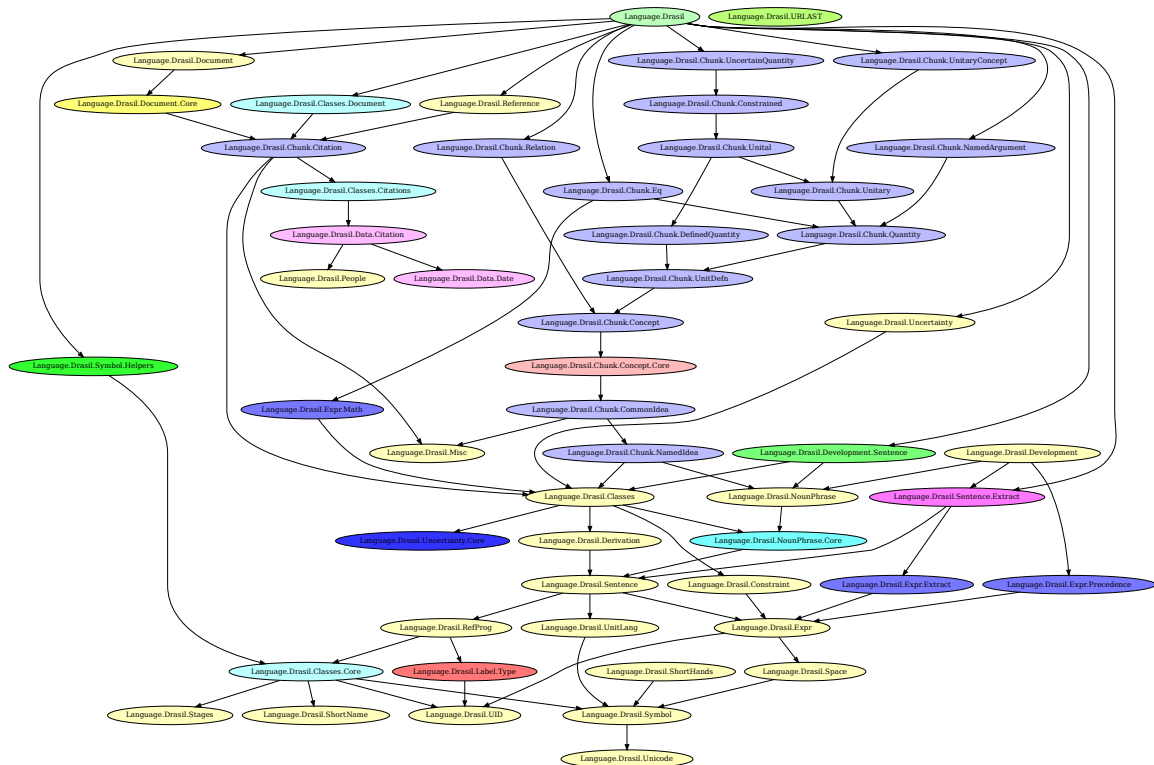 Language.Drasil
Language.Drasil.URI.AST
Language.Drasil.Document
Language.Drasil.Chunk.UncertainQuantity
Language.Drasil.Chunk.UnitaryConcept
Language.Drasil.Document.Core
Language.Drasil.Classes.Document
Language.Drasil.Reference
Language.Drasil.Chunk.Constrained
Language.Drasil.Chunk.Citation
Language.Drasil.Chunk.Relation
Language.Drasil.Chunk.Unital
Language.Drasil.Chunk.NamedArgument
Language.Drasil.Classes.Citations
Language.Drasil.Chunk.Eq
Language.Drasil.Chunk.Unitary
Language.Drasil.Data.Citation
Language.Drasil.Chunk.DefinedQuantity
Language.Drasil.Chunk.Quantity
Language.Drasil.People
Language.Drasil.Data.Date
Language.Drasil.Chunk.UnitDefn
Language.Drasil.Chunk.Concept
Language.Drasil.Uncertainty
Language.Drasil.Symbol.Helpers
Language.Drasil.Chunk.Concept.Core
Language.Drasil.Expr.Math
Language.Drasil.Chunk.CommonIdea
Language.Drasil.Misc
Language.Drasil.Chunk.NamedIdea
Language.Drasil.Development.Sentence
Language.Drasil.Development
Language.Drasil.Classes
Language.Drasil.NounPhrase
Language.Drasil.Sentence.Extract
Language.Drasil.Uncertainty.Core
Language.Drasil.Derivation
Language.Drasil.NounPhrase.Core
Language.Drasil.Sentence
Language.Drasil.Constraint
Language.Drasil.Expr.Extract
Language.Drasil.Expr.Precedence
Language.Drasil.RefProg
Language.Drasil.UnitLang
Language.Drasil.Expr
Language.Drasil.Classes.Core
Language.Drasil.Label.Type
Language.Drasil.ShortHands
Language.Drasil.Space
Language.Drasil.Stages
Language.Drasil.ShortName
Language.Drasil.UID
Language.Drasil.Symbol
Language.Drasil.Unicode